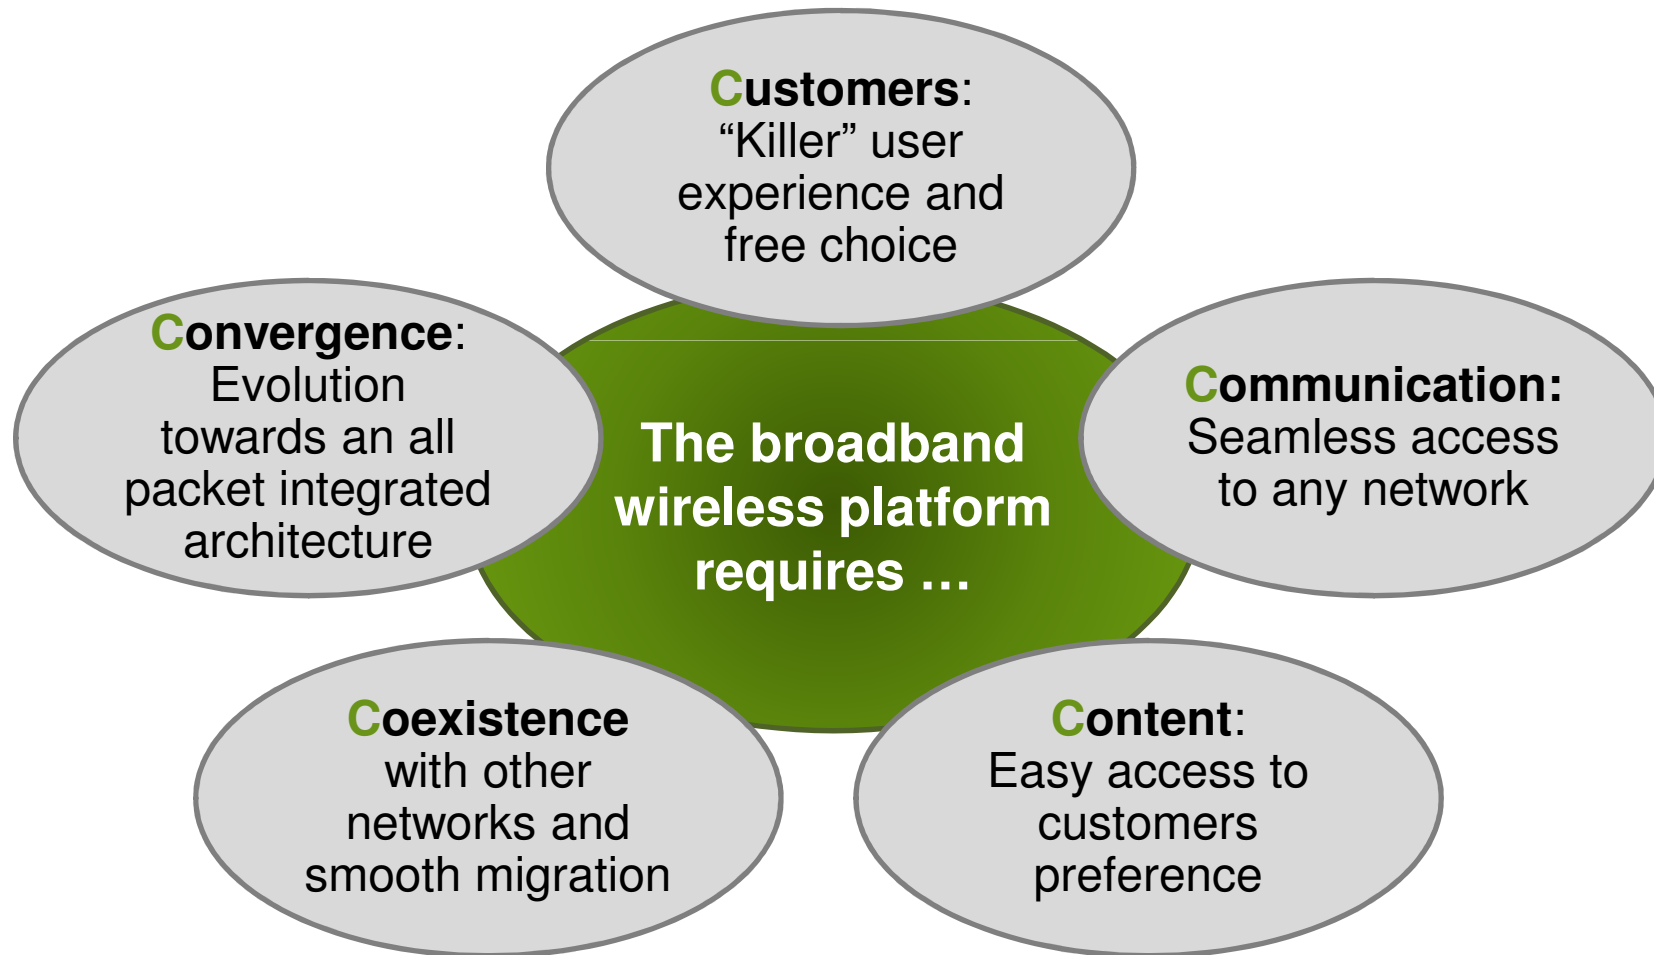 Customers:
“Killer” user
experience and
free choice
Convergence:
Evolution
towards an all
packet integrated
architecture
The broadband
wireless platform
requires …
Communication:
Seamless access
to any network
Coexistence
with other
networks and
smooth migration
Content:
Easy access to
customers
preference